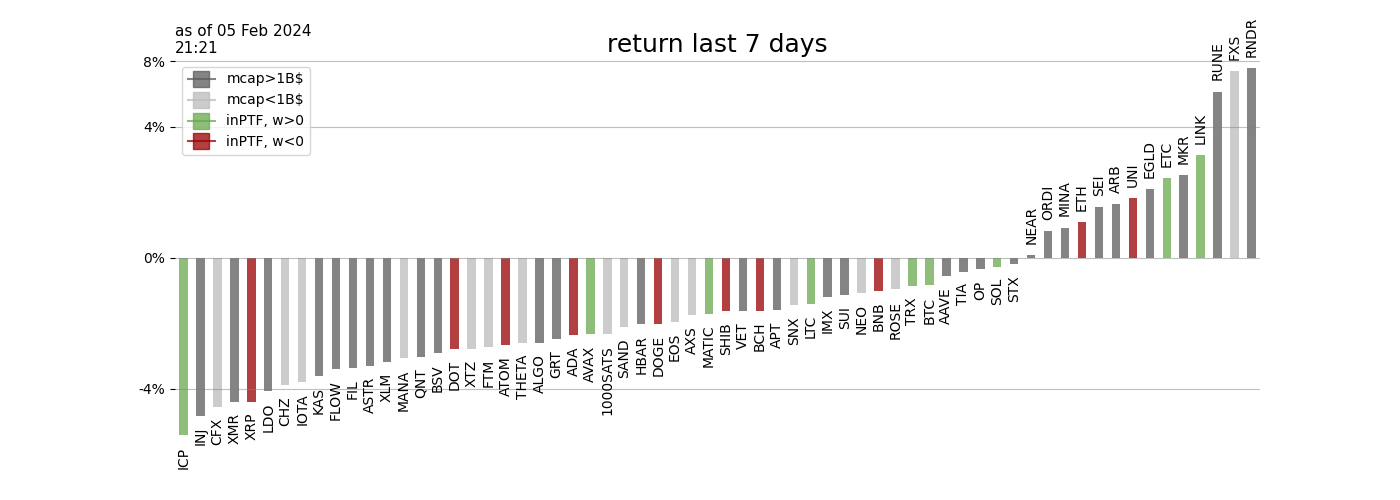 as of 05 Feb 2024
21:21
return last 7 days
mcap>1B$
mcap<1B$
inPTF, w>0
inPTF, w<0
8%
4%
0%
-4%
ICP
INJ
CFX
XMR
XRP
LDO
CHZ
IOTA
KAS
FLOW
FIL
ASTR
XLM
MANA
QNT
BSV
DOT
XTZ
FTM
ATOM
THETA
ALGO
GRT
ADA
AVAX
1000SATS
SAND
HBAR
DOGE
EOS
AXS
MATIC
SHIB
VET
BCH
APT
SNX
LTC
IMX
SUI
NEO
BNB
ROSE
TRX
BTC
AAVE
TIA
OP
SOL
STX
NEAR
ORDI
MINA
ETH
SEI
ARB
UNI
EGLD
ETC
MKR
LINK
RUNE
FXS
RNDR